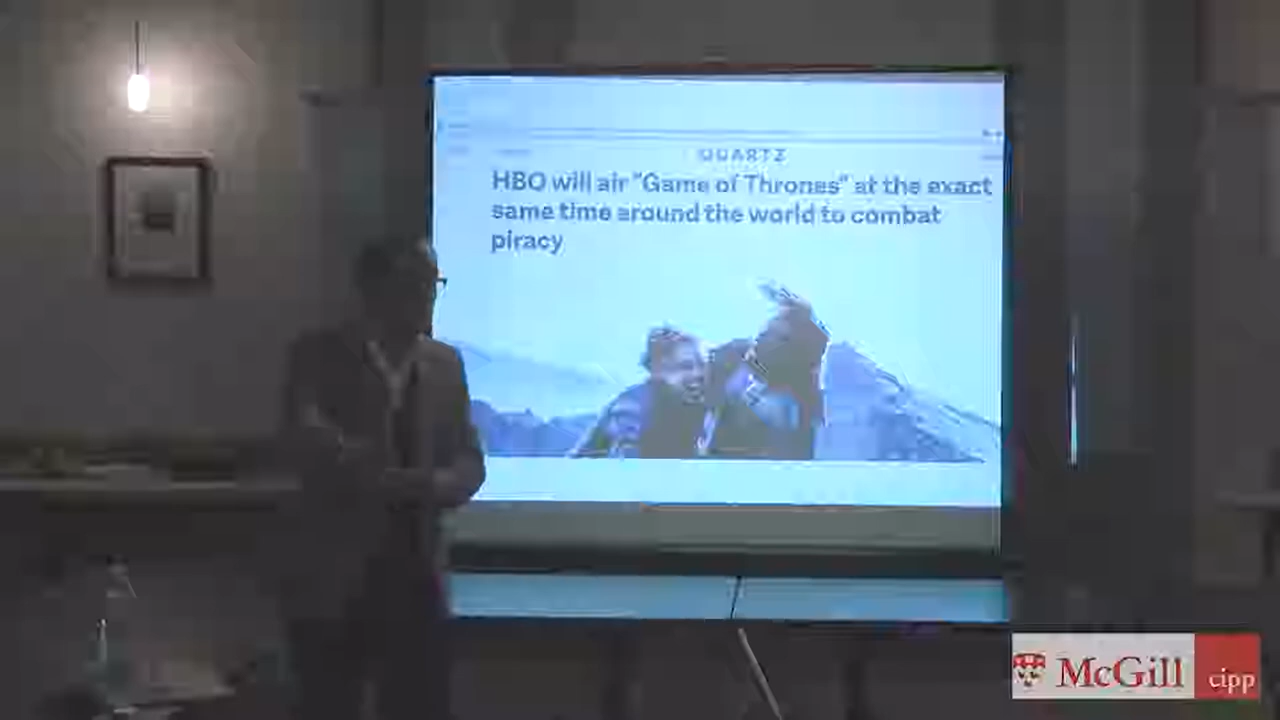 QUARTZ
HBO will air "Game of Thrones" at the exact
same time around the world to combat
piracy
McGill
cipp